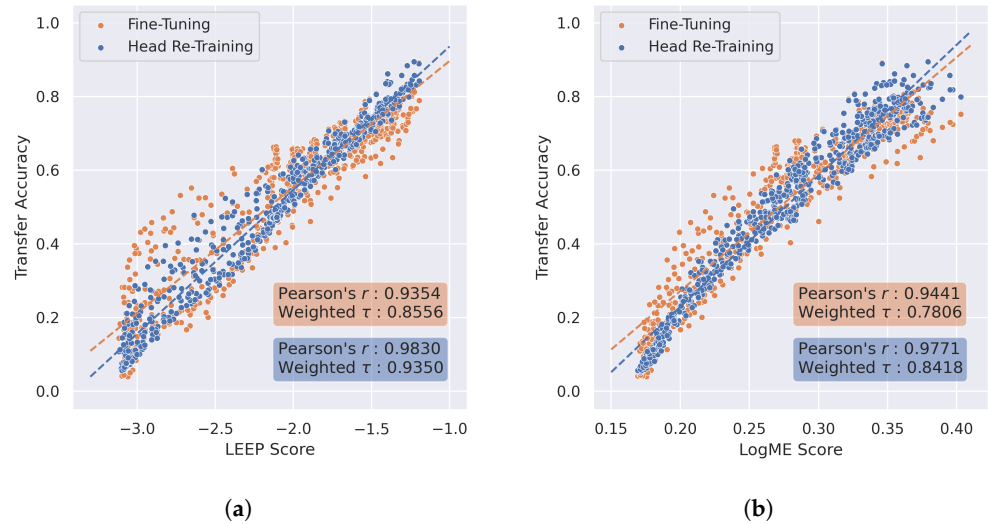 1.0
0.8
0.6
0.4
0.2
0.0
Transfer Accuracy
Fine-Tuning
Head Re-Training
Pearson's r : 0.9354
Weighted τ : 0.8556
Pearson's r : 0.9830
Weighted τ : 0.9350
−3.0 −2.5 −2.0 −1.5 −1.0
LEEP Score
(a)
1.0
0.8
0.6
0.4
0.2
0.0
Transfer Accuracy
Fine-Tuning
Head Re-Training
Pearson's r : 0.9441
Weighted τ : 0.7806
Pearson's r : 0.9771
Weighted τ : 0.8418
0.15 0.20 0.25 0.30 0.35 0.40
LogME Score
(b)